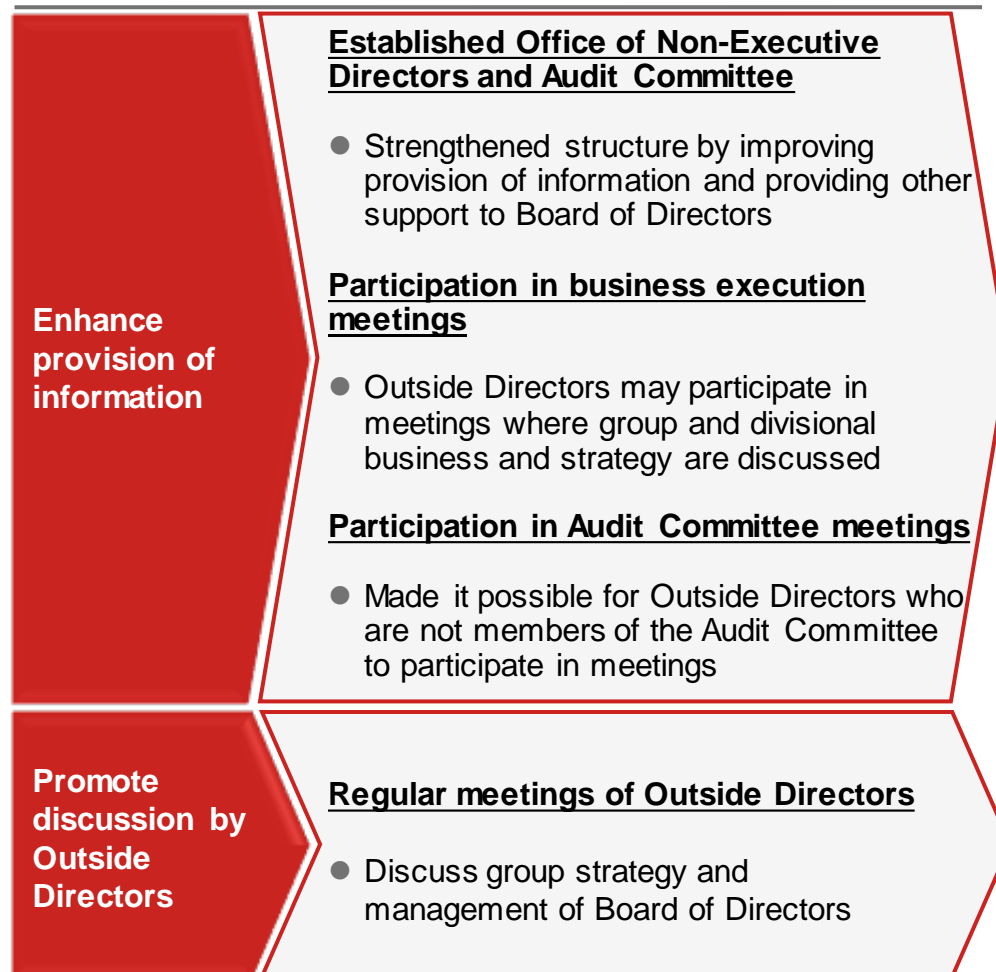 Enhance
provision of
information
Established Office of Non-Executive
Directors and Audit Committee
● Strengthened structure by improving
provision of information and providing other
support to Board of Directors
Participation in business execution
meetings
● Outside Directors may participate in
meetings where group and divisional
business and strategy are discussed
Participation in Audit Committee meetings
● Made it possible for Outside Directors who
are not members of the Audit Committee
to participate in meetings
Promote
discussion by
Outside
Directors
Regular meetings of Outside Directors
● Discuss group strategy and
management of Board of Directors